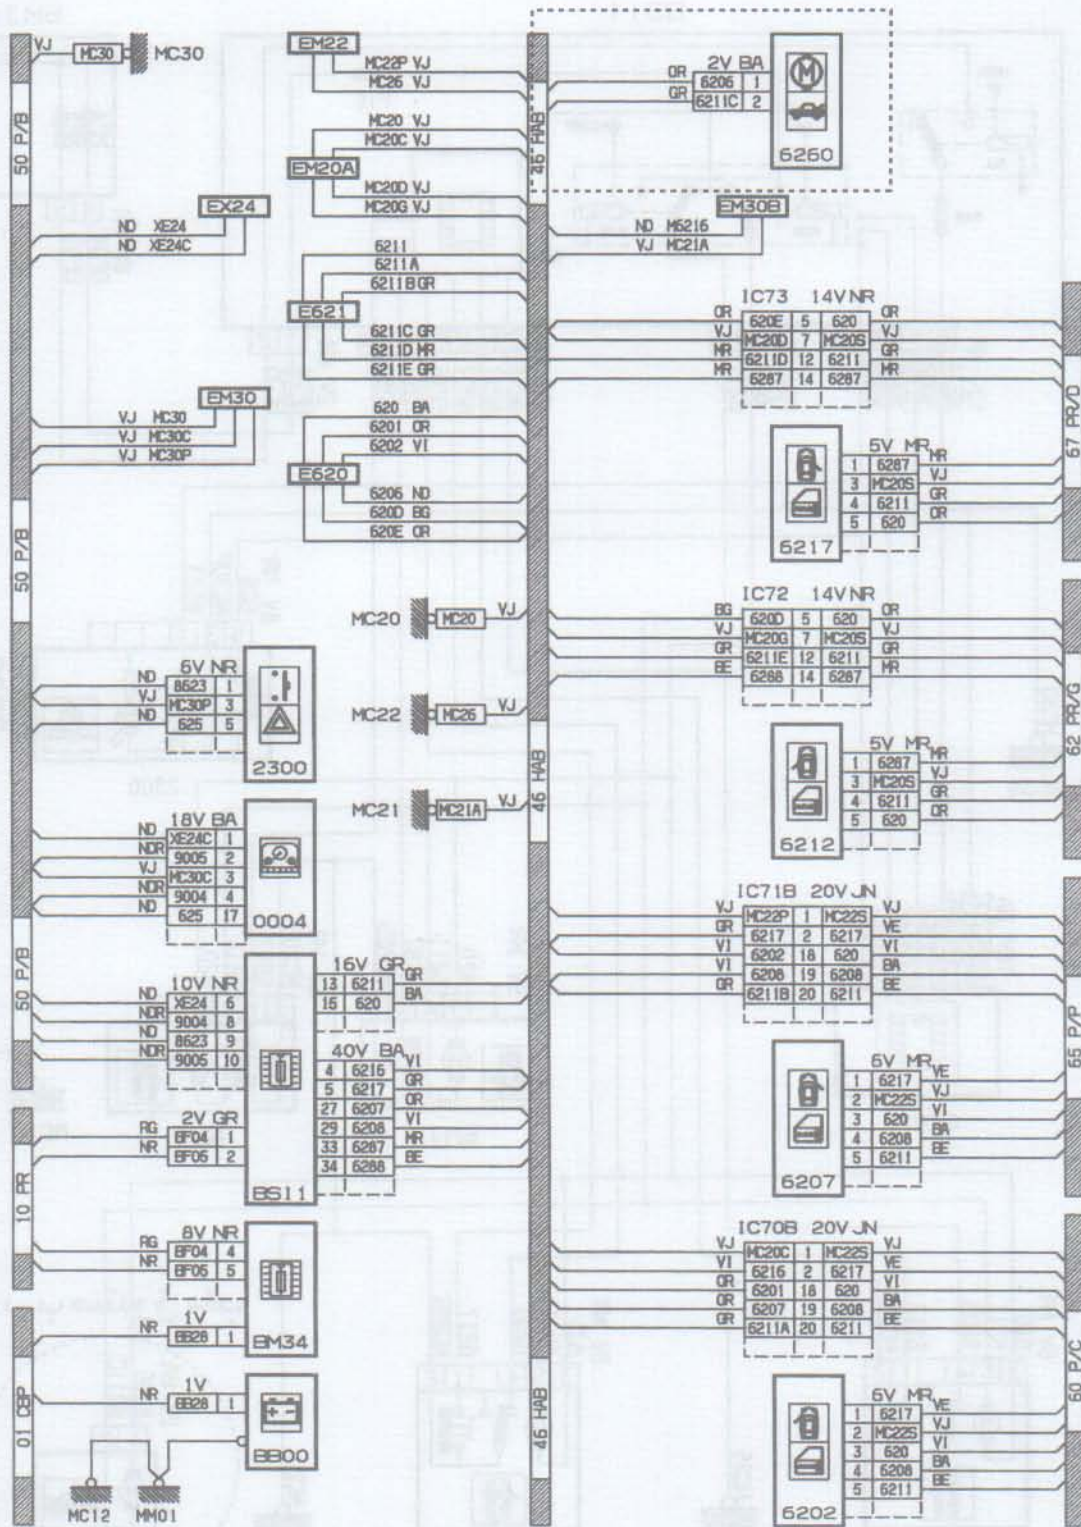 VJ MC30 MC30
50 P/B
EX24
ND XE24
ND XE24C
EM30
VJ MC30
VJ MC30C
VJ MC30P
50 P/B
6V NR
ND 8623 1
VJ MC30P 3
ND 625 5
2300
18V BA
ND XE24C 1
NOR 9005 2
VJ MC30C 3
NOR 9004 4
ND 625 17
0004
50 P/B
10V NR
ND XE24 6
NOR 9004 8
ND 8623 9
NOR 9005 10
16V GR
13 6211 GR
15 620 BA
40V BA
4 6216 VI
5 6217 GR
27 6207 OR
29 6208 VI
33 6287 MR
34 6288 BE
2V GR
RG BF04 1
NR BF05 2
BSI1
10 PR
8V NR
RG BF04 4
NR BF05 5
1V
NR BB28 1
BM34
01 CBP
1V
NR BB28 1
BB00
MC12 MM01
EM22
MC22P VJ
MC26 VJ
MC20 VJ
MC20C VJ
EM20A
MC20D VJ
MC20G VJ
6211
6211A
6211B GR
E621
6211C GR
6211D MR
6211E GR
620 BA
6201 OR
6202 VI
E620
6206 ND
620D BG
620E OR
MC20 MC20 VJ
MC22 MC26 VJ
MC21 MC21A VJ
46 HAB
46 HAB
46 HAB
2V BA
OR 6206 1
GR 6211C 2
M
6260
EM30B
ND M6216
VJ MC21A
IC73 14V NR
OR 620E 5 620 OR
VJ MC20D 7 MC20S VJ
MR 6211D 12 6211 GR
MR 6287 14 6287 MR
67 PR/D
5V MR
1 6287 MR
3 MC20S VJ
4 6211 GR
5 620 OR
6217
IC72 14V NR
BG 620D 5 620 OR
VJ MC20G 7 MC20S VJ
GR 6211E 12 6211 GR
BE 6288 14 6287 MR
62 PR/G
5V MR
1 6287 MR
3 MC20S VJ
4 6211 GR
5 620 OR
6212
IC71B 20V JN
VJ MC22P 1 MC22S VJ
GR 6217 2 6217 VE
VI 6202 18 620 VI
VI 6208 19 6208 BA
OR 6211B 20 6211 BE
55 P/P
6V MR
1 6217 VE
2 MC22S VJ
3 620 VI
4 6208 BA
5 6211 BE
6207
IC70B 20V JN
VJ MC20C 1 MC22S VJ
VI 6216 2 6217 VE
OR 6201 18 620 VI
OR 6207 19 6208 BA
GR 6211A 20 6211 BE
60 P/C
6V MR
1 6217 VE
2 MC22S VJ
3 620 VI
4 6208 BA
5 6211 BE
6202